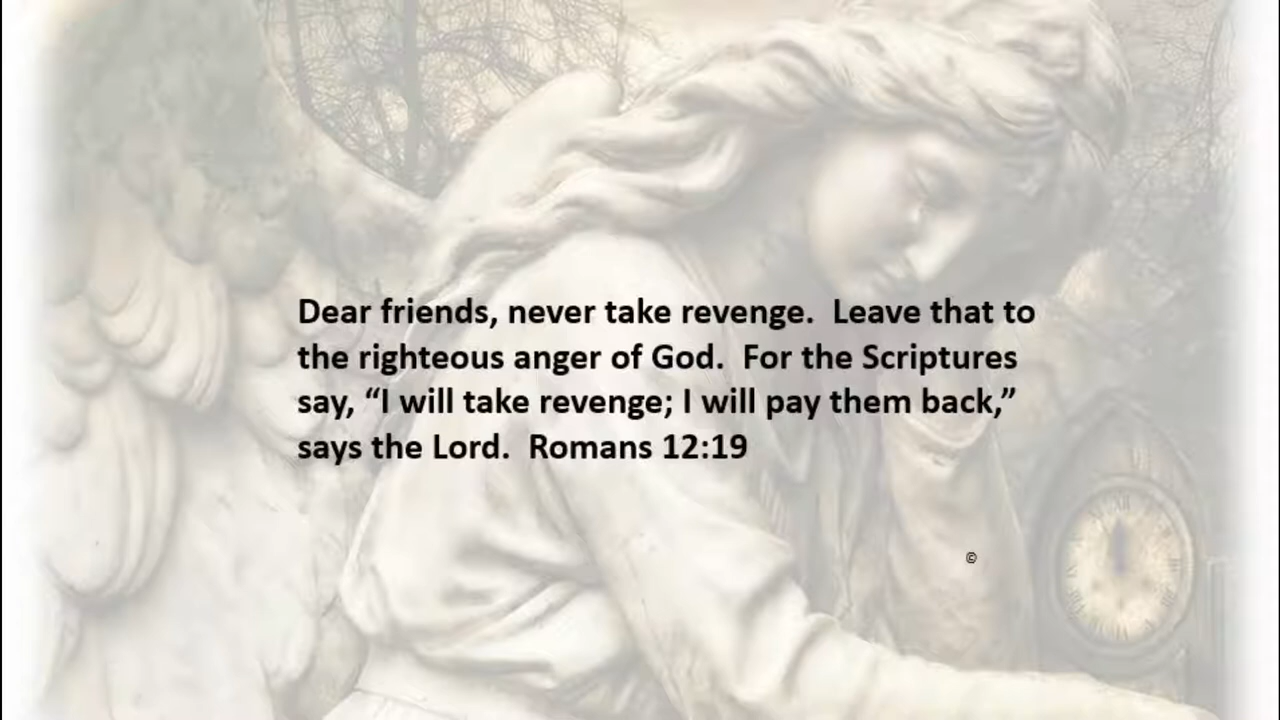 Dear friends, never take revenge.  Leave that to
the righteous anger of God.  For the Scriptures
say, “I will take revenge; I will pay them back,”
says the Lord.  Romans 12:19
©